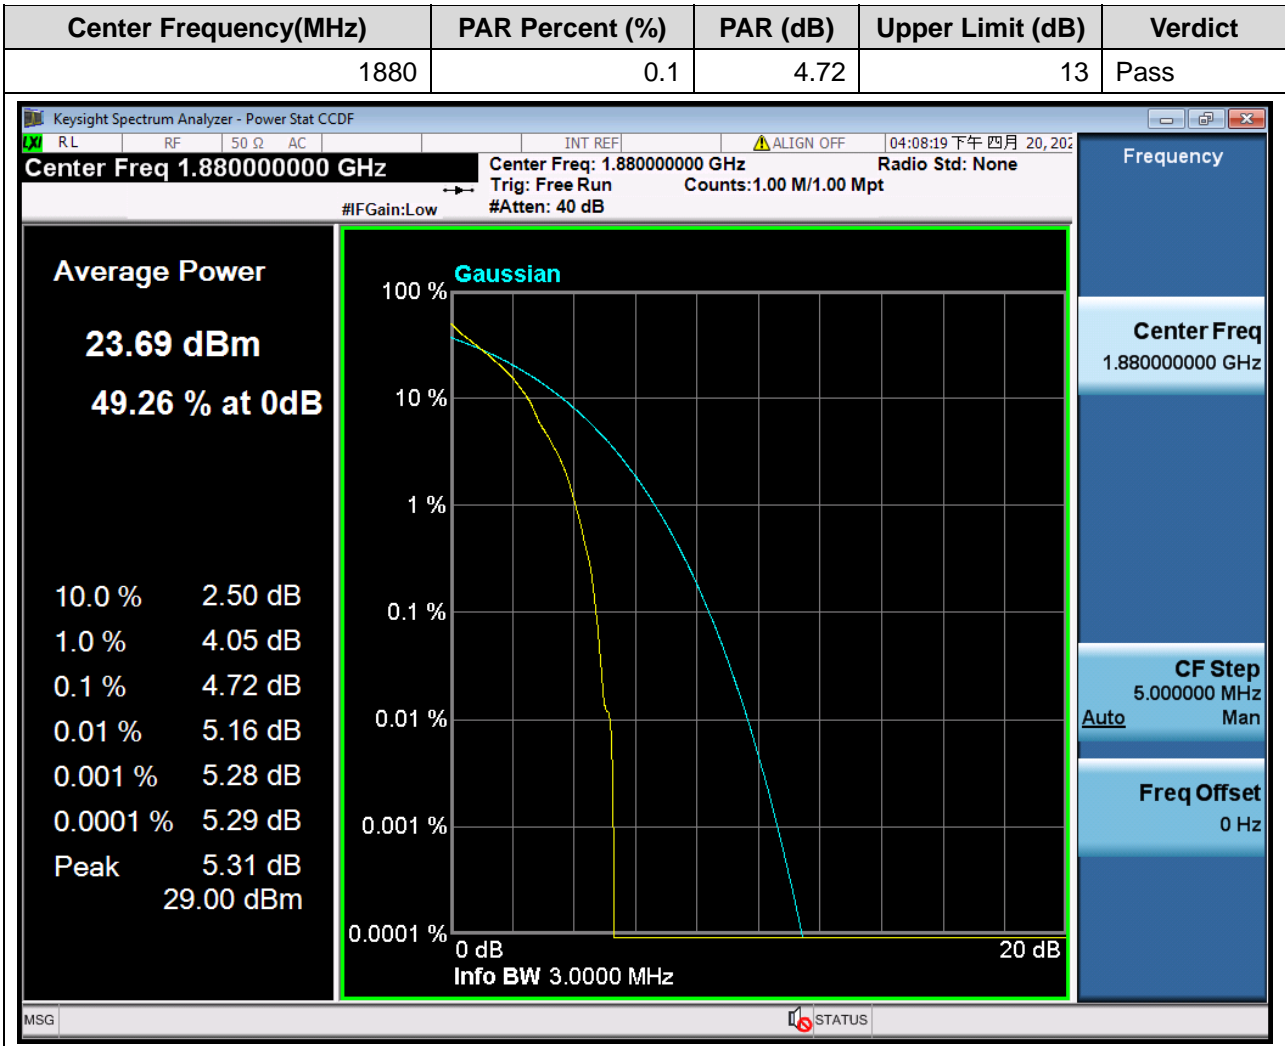 Center Frequency(MHz) PAR Percent (%) PAR (dB) Upper Limit (dB) Verdict
1880 0.1 4.72 13 Pass
Keysight Spectrum Analyzer - Power Stat CCDF
LXI RL RF 50 Ω AC INT REF ALIGN OFF 04:08:19 下午 四月 20, 202
Center Freq 1.880000000 GHz
Center Freq: 1.880000000 GHz Radio Std: None
Trig: Free Run Counts:1.00 M/1.00 Mpt
#IFGain:Low #Atten: 40 dB
Average Power
23.69 dBm
49.26 % at 0dB
10.0 % 2.50 dB
1.0 % 4.05 dB
0.1 % 4.72 dB
0.01 % 5.16 dB
0.001 % 5.28 dB
0.0001 % 5.29 dB
Peak 5.31 dB
29.00 dBm
Gaussian
100 %
10 %
1 %
0.1 %
0.01 %
0.001 %
0.0001 %
0 dB 20 dB
Info BW 3.0000 MHz
Frequency
Center Freq
1.880000000 GHz
CF Step
5.000000 MHz
Auto Man
Freq Offset
0 Hz
MSG STATUS